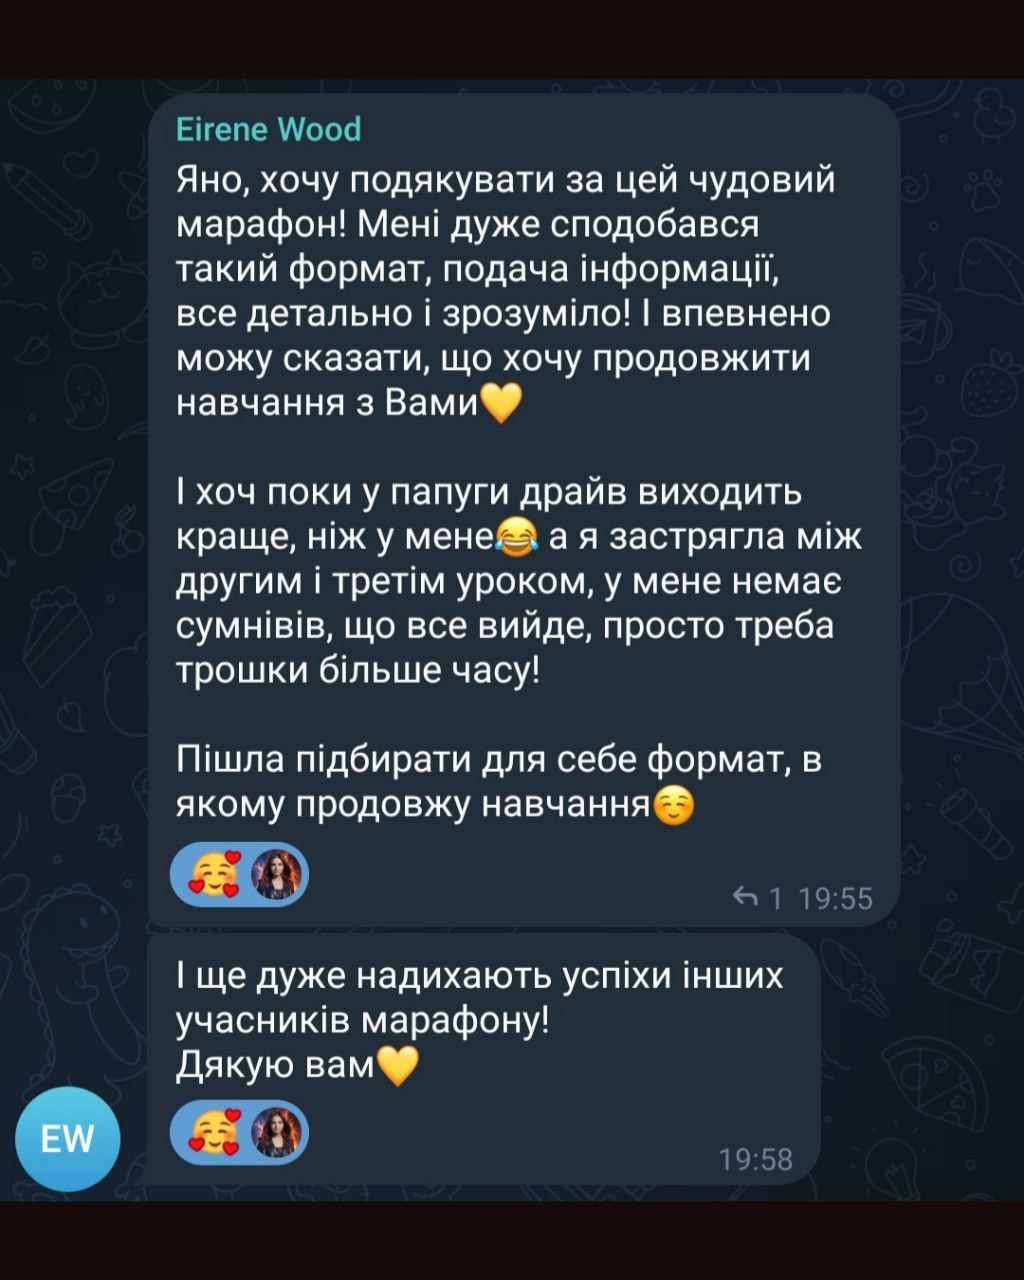 Eirene Wood
Яно, хочу подякувати за цей чудовий
марафон! Мені дуже сподобався
такий формат, подача інформації,
все детально і зрозуміло! І впевнено
можу сказати, що хочу продовжити
навчання з Вами💛
І хоч поки у папуги драйв виходить
краще, ніж у мене😂 а я застрягла між
другим і третім уроком, у мене немає
сумнівів, що все вийде, просто треба
трошки більше часу!
Пішла підбирати для себе формат, в
якому продовжу навчання☺️
1 19:55
І ще дуже надихають успіхи інших
учасників марафону!
Дякую вам💛
EW
19:58